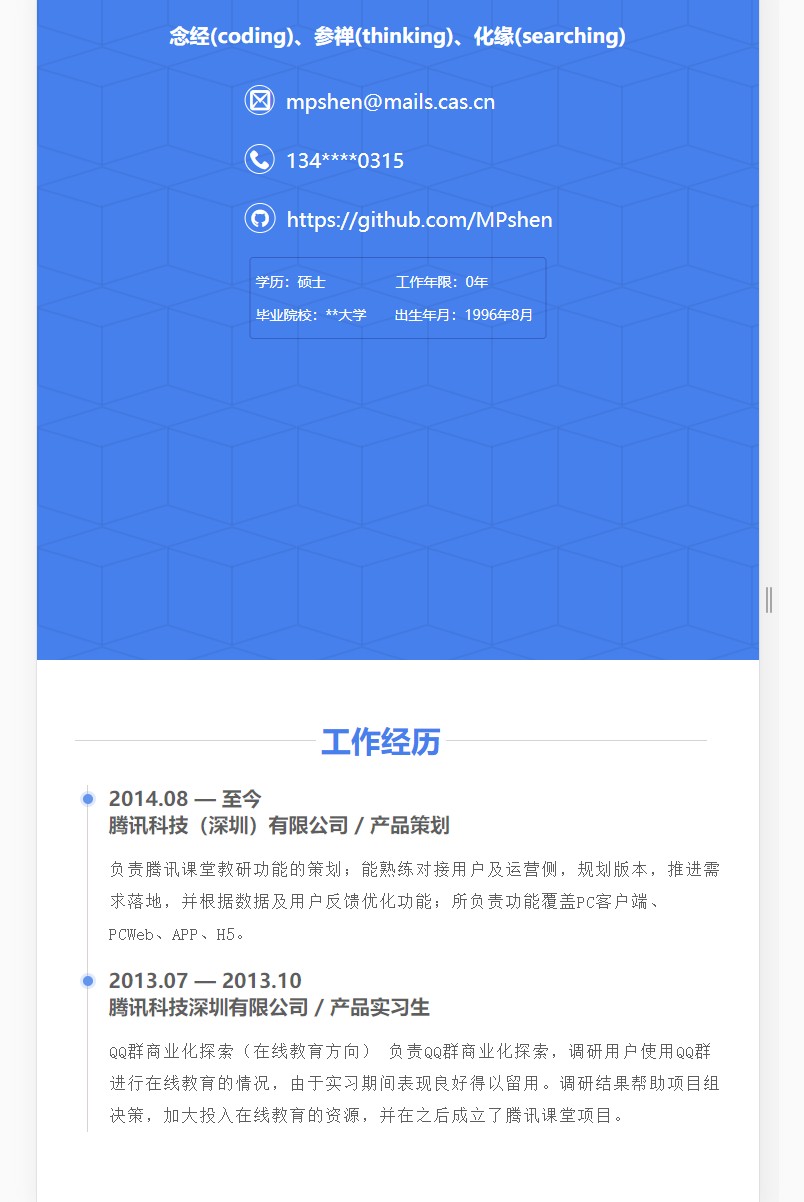 念经(coding)、参禅(thinking)、化缘(searching)
mpshen@mails.cas.cn
134****0315
https://github.com/MPshen
学历：硕士 工作年限：0年
毕业院校：**大学 出生年月：1996年8月
工作经历
2014.08 — 至今
腾讯科技（深圳）有限公司 / 产品策划
负责腾讯课堂教研功能的策划；能熟练对接用户及运营侧，规划版本，推进需
求落地，并根据数据及用户反馈优化功能；所负责功能覆盖PC客户端、
PCWeb、APP、H5。
2013.07 — 2013.10
腾讯科技深圳有限公司 / 产品实习生
QQ群商业化探索（在线教育方向） 负责QQ群商业化探索，调研用户使用QQ群
进行在线教育的情况，由于实习期间表现良好得以留用。调研结果帮助项目组
决策，加大投入在线教育的资源，并在之后成立了腾讯课堂项目。